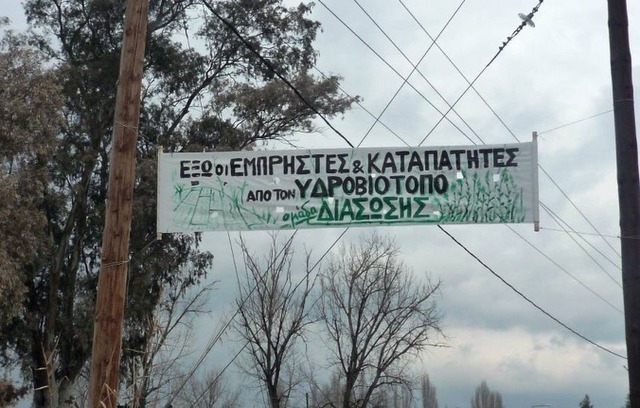 ΕΞΩ ΟΙ ΕΜΠΡΗΣΤΕΣ & ΚΑΤΑΠΑΤΗΤΕΣ
ΑΠΟ ΤΟΝ ΥΔΡΟΒΙΟΤΟΠΟ
ομάδα ΔΙΑΣΩΣΗΣ